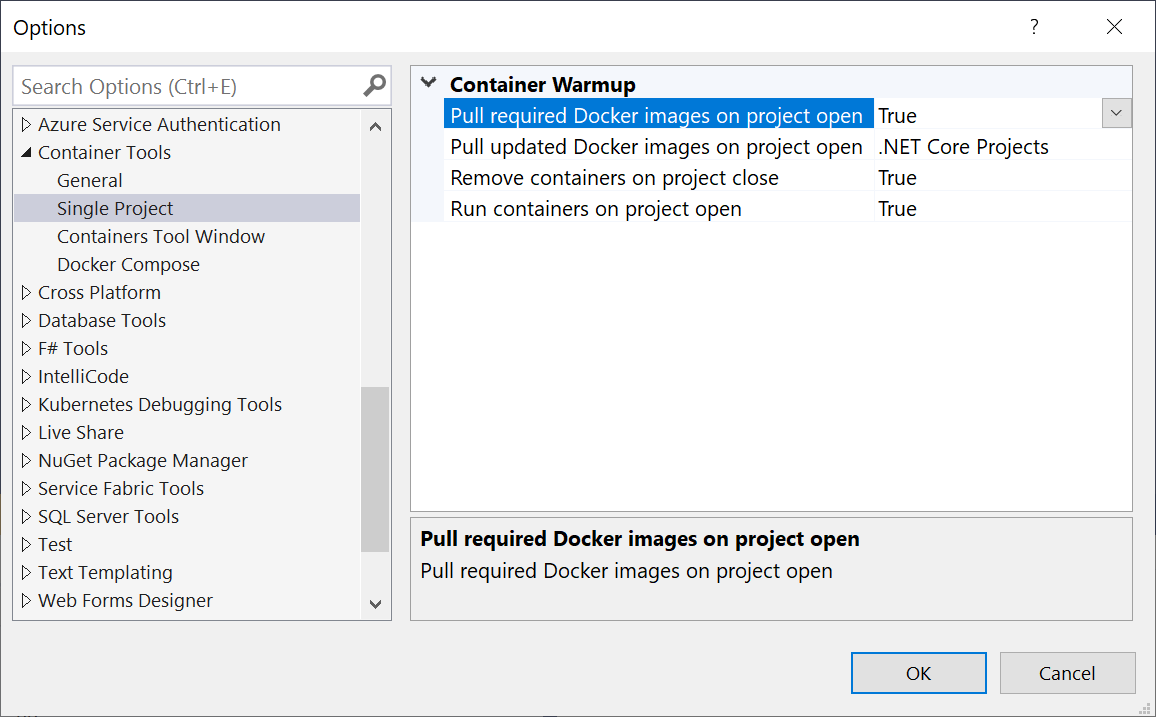 Options
?
Search Options (Ctrl+E)
Azure Service Authentication
Container Tools
General
Single Project
Containers Tool Window
Docker Compose
Cross Platform
Database Tools
F# Tools
IntelliCode
Kubernetes Debugging Tools
Live Share
NuGet Package Manager
Service Fabric Tools
SQL Server Tools
Test
Text Templating
Web Forms Designer
Container Warmup
Pull required Docker images on project open True
Pull updated Docker images on project open .NET Core Projects
Remove containers on project close True
Run containers on project open True
Pull required Docker images on project open
Pull required Docker images on project open
OK Cancel